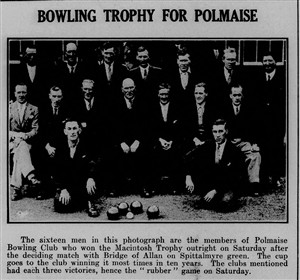 BOWLING TROPHY FOR POLMAISE
The sixteen men in this photograph are the members of Polmaise
Bowling Club who won the Macintosh Trophy outright on Saturday after
the deciding match with Bridge of Allan on Spittalmyre green. The cup
goes to the club winning it most times in ten years. The clubs mentioned
had each three victories, hence the " rubber " game on Saturday.